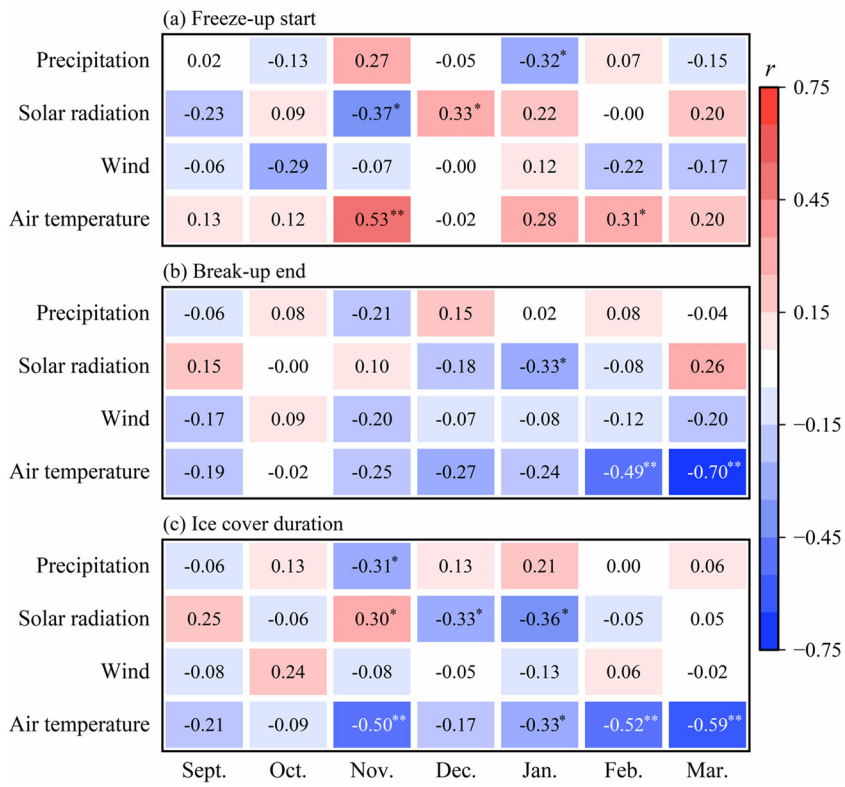 (a) Freeze-up start
r
Precipitation 0.02 -0.13 0.27 -0.05 -0.32* 0.07 -0.15
0.75
Solar radiation -0.23 0.09 -0.37* 0.33* 0.22 -0.00 0.20
Wind -0.06 -0.29 -0.07 -0.00 0.12 -0.22 -0.17
0.45
Air temperature 0.13 0.12 0.53** -0.02 0.28 0.31* 0.20
(b) Break-up end
Precipitation -0.06 0.08 -0.21 0.15 0.02 0.08 -0.04
0.15
Solar radiation 0.15 -0.00 0.10 -0.18 -0.33* -0.08 0.26
Wind -0.17 0.09 -0.20 -0.07 -0.08 -0.12 -0.20
−0.15
Air temperature -0.19 -0.02 -0.25 -0.27 -0.24 -0.49** -0.70**
(c) Ice cover duration
−0.45
Precipitation -0.06 0.13 -0.31* 0.13 0.21 0.00 0.06
Solar radiation 0.25 -0.06 0.30* -0.33* -0.36* -0.05 0.05
−0.75
Wind -0.08 0.24 -0.08 -0.05 -0.13 0.06 -0.02
Air temperature -0.21 -0.09 -0.50** -0.17 -0.33* -0.52** -0.59**
Sept. Oct. Nov. Dec. Jan. Feb. Mar.